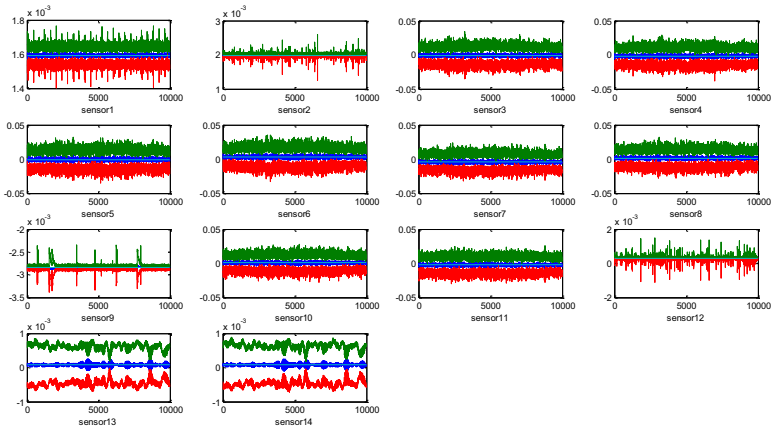 x 10-3
1.8
1.6
1.4
0 5000 10000
sensor1
x 10-3
3
2
1
0 5000 10000
sensor2
0.05
0
-0.05
0 5000 10000
sensor3
0.05
0
-0.05
0 5000 10000
sensor4
0.05
0
-0.05
0 5000 10000
sensor5
0.05
0
-0.05
0 5000 10000
sensor6
0.05
0
-0.05
0 5000 10000
sensor7
0.05
0
-0.05
0 5000 10000
sensor8
x 10-3
-2
-2.5
-3
-3.5
0 5000 10000
sensor9
0.05
0
-0.05
0 5000 10000
sensor10
0.05
0
-0.05
0 5000 10000
sensor11
x 10-3
2
0
-2
0 5000 10000
sensor12
x 10-3
1
0
-1
0 5000 10000
sensor13
x 10-3
1
0
-1
0 5000 10000
sensor14